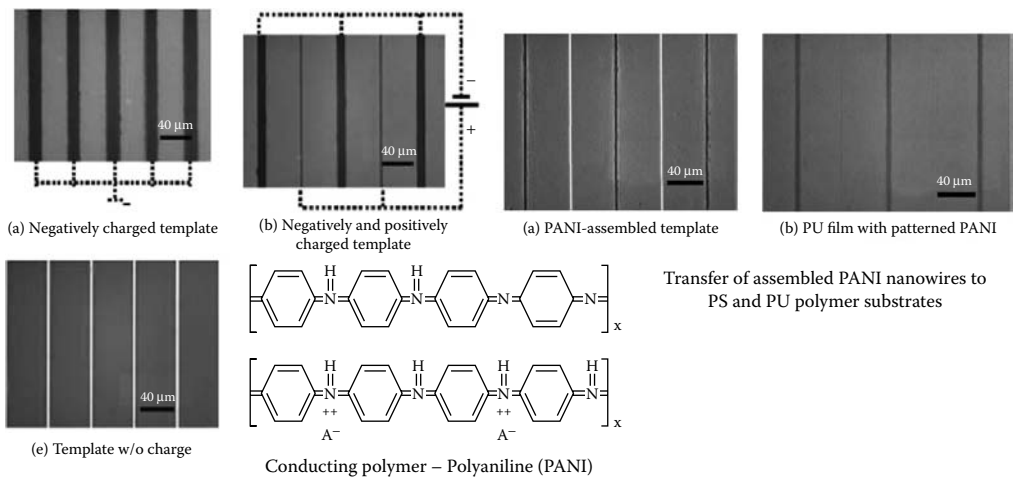 40 μm
(a) Negatively charged template
−
40 μm
−
+
(b) Negatively and positively
charged template
40 μm
(a) PANI-assembled template
40 μm
(b) PU film with patterned PANI
Transfer of assembled PANI nanowires to
PS and PU polymer substrates
40 μm
(e) Template w/o charge
H H
N N N N
x
H H H H
N N N N
++ ++
A− A−
x
Conducting polymer – Polyaniline (PANI)